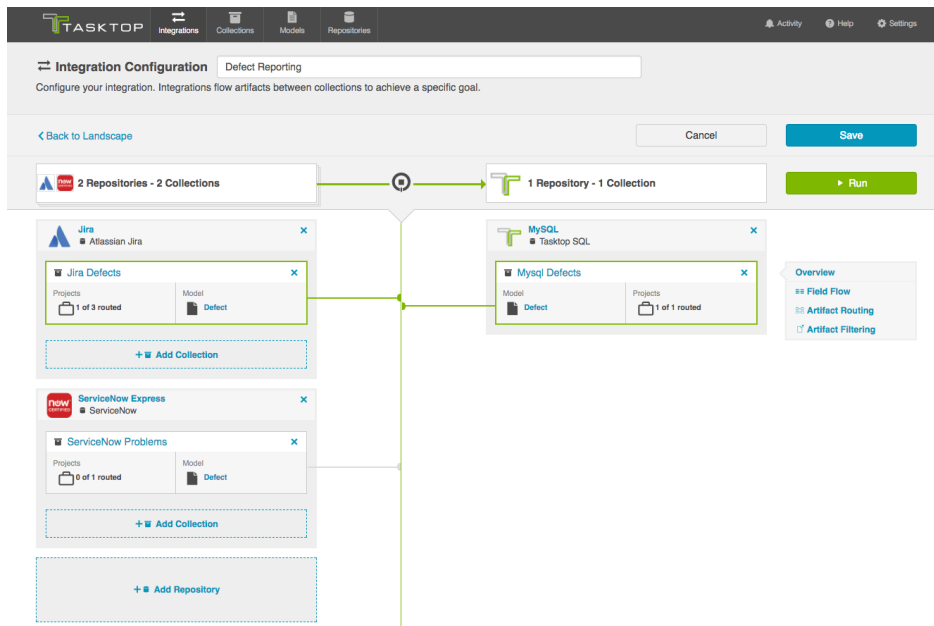 TASKTOP
Integrations
Collections
Models
Repositories
Activity
Help
Settings
Integration Configuration
Defect Reporting
Configure your integration. Integrations flow artifacts between collections to achieve a specific goal.
Back to Landscape
Cancel
Save
now
2 Repositories - 2 Collections
1 Repository - 1 Collection
Run
Jira
Atlassian Jira
Jira Defects
Projects
1 of 3 routed
Model
Defect
Add Collection
MySQL
Tasktop SQL
Mysql Defects
Model
Defect
Projects
1 of 1 routed
Overview
Field Flow
Artifact Routing
Artifact Filtering
now
CERTIFIED
ServiceNow Express
ServiceNow
ServiceNow Problems
Projects
0 of 1 routed
Model
Defect
Add Collection
Add Repository